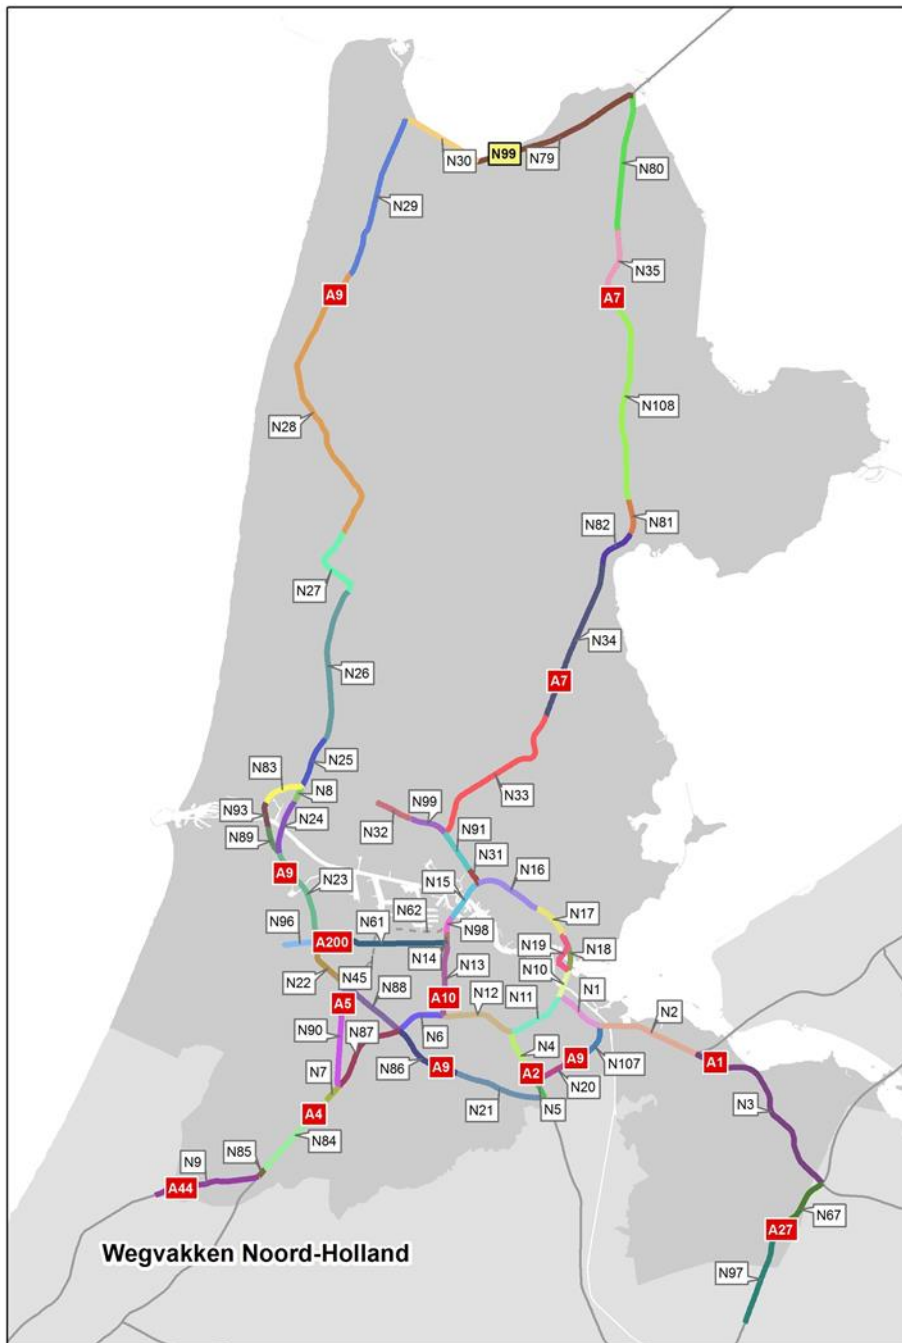 N30
N99
N79
N80
N29
N35
A9
A7
N108
N28
N82
N81
N27
N34
N26
A7
N25
N83
N8
N33
N93
N24
N99
N32
N91
N89
N31
A9
N15
N16
N23
N62
N17
N96
A200
N61
N98
N19
N18
N14
N10
N22
N45
N88
N13
N1
A5
A10
N12
N11
N2
N90
N87
N6
N4
A9
N107
A1
N7
N86
A9
A2
N20
N3
A4
N21
N5
N84
N85
N9
A44
N67
A27
Wegvakken Noord-Holland
N97